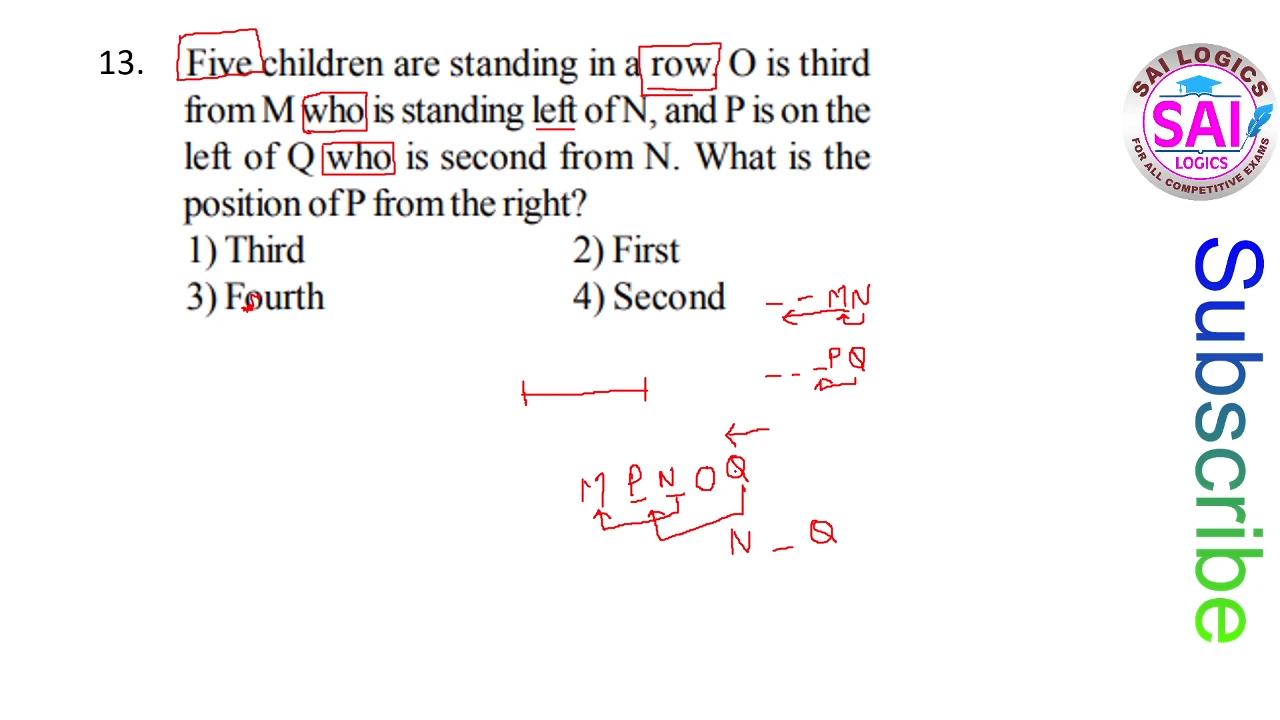 13. Five children are standing in a row. O is third
from M who is standing left of N, and P is on the
left of Q who is second from N. What is the
position of P from the right?
1) Third 2) First
3) Fourth 4) Second
_ _ M N
_ _ _ P Q
M P N O Q
N _ Q
SAI LOGICS
SAI
LOGICS
FOR ALL COMPETITIVE EXAMS
Subscribe